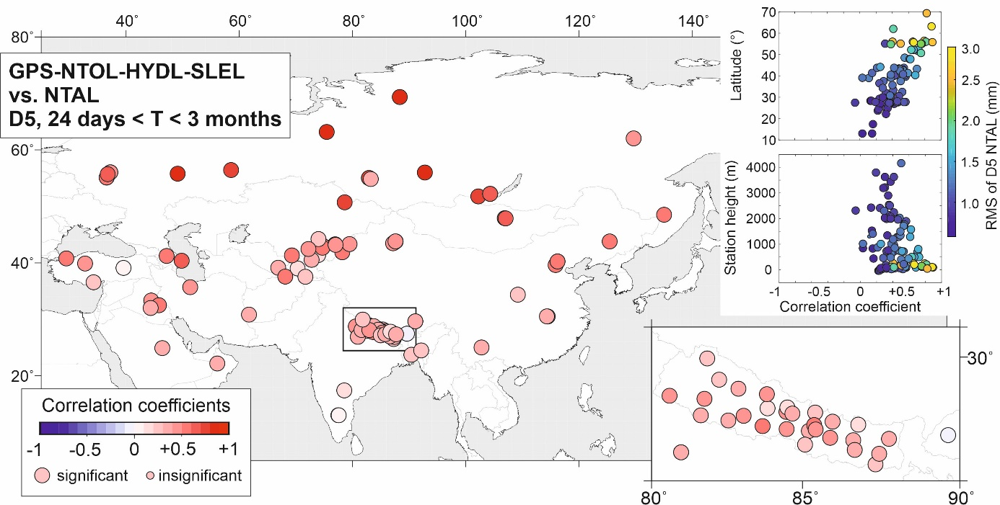 40° 60° 80° 100° 120° 140°
80°
60°
40°
20°
GPS-NTOL-HYDL-SLEL
vs. NTAL
D5, 24 days < T < 3 months
Correlation coefficients
-1 -0.5 0 +0.5 +1
significant insignificant
Latitude (°)
70
60
50
40
30
20
10
Station height (m)
4000
3000
2000
1000
0
-1 -0.5 0 +0.5 +1
Correlation coefficient
3.0
2.5
2.0
1.5
1.0
RMS of D5 NTAL (mm)
30°
80° 85° 90°